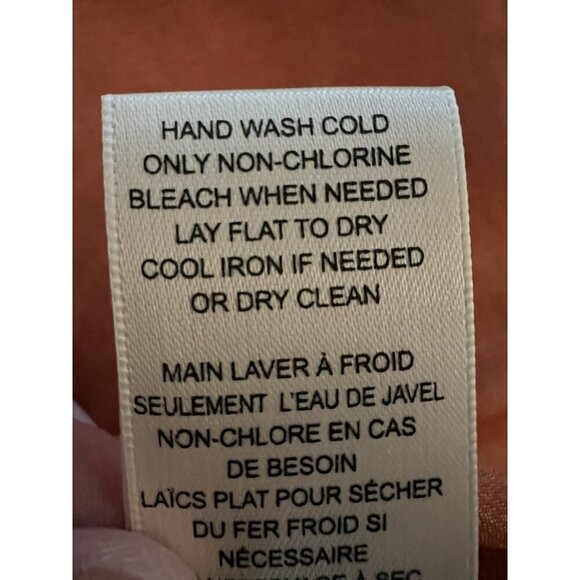 HAND WASH COLD
ONLY NON-CHLORINE
BLEACH WHEN NEEDED
LAY FLAT TO DRY
COOL IRON IF NEEDED
OR DRY CLEAN
MAIN LAVER À FROID
SEULEMENT L'EAU DE JAVEL
NON-CHLORE EN CAS
DE BESOIN
LAÏCS PLAT POUR SÉCHER
DU FER FROID SI
NÉCESSAIRE
À SEC